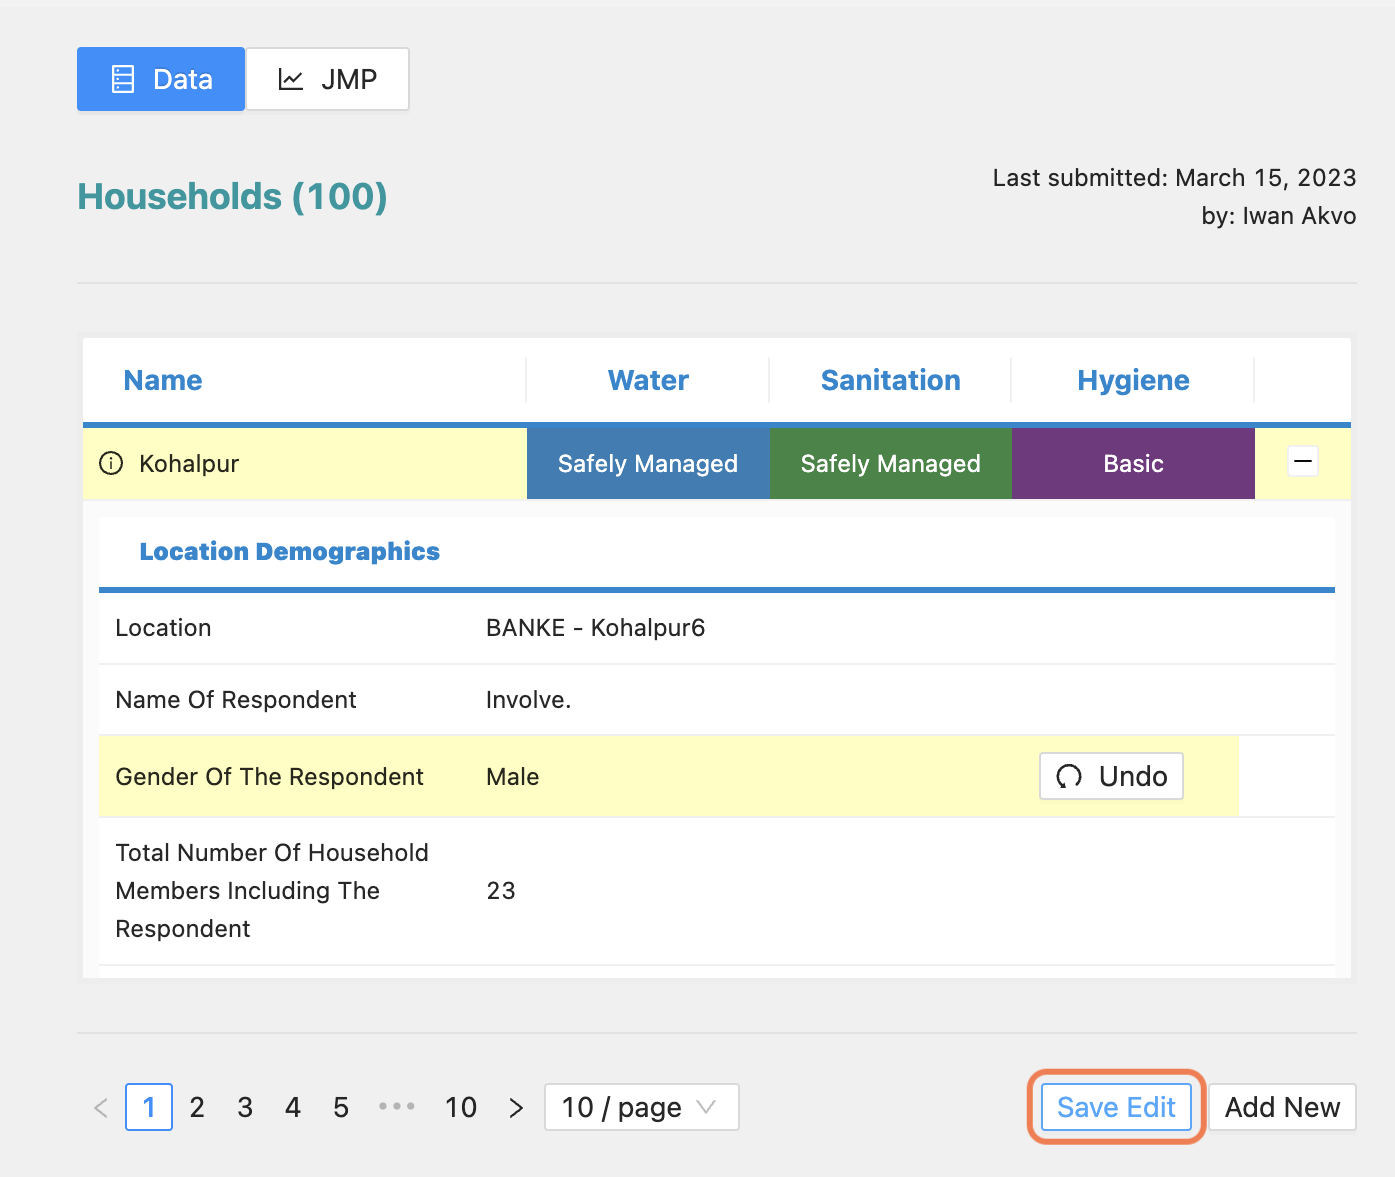 Data JMP
Households (100)
Last submitted: March 15, 2023
by: Iwan Akvo
Name Water Sanitation Hygiene
Kohalpur Safely Managed Safely Managed Basic
Location Demographics
Location BANKE - Kohalpur6
Name Of Respondent Involve.
Gender Of The Respondent Male Undo
Total Number Of Household
Members Including The 23
Respondent
1 2 3 4 5 ••• 10 10 / page Save Edit Add New